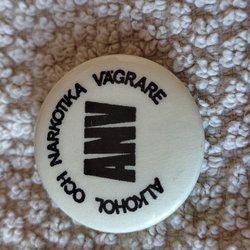 ALKOHOL OCH NARKOTIKA VÄGRARE
ANV